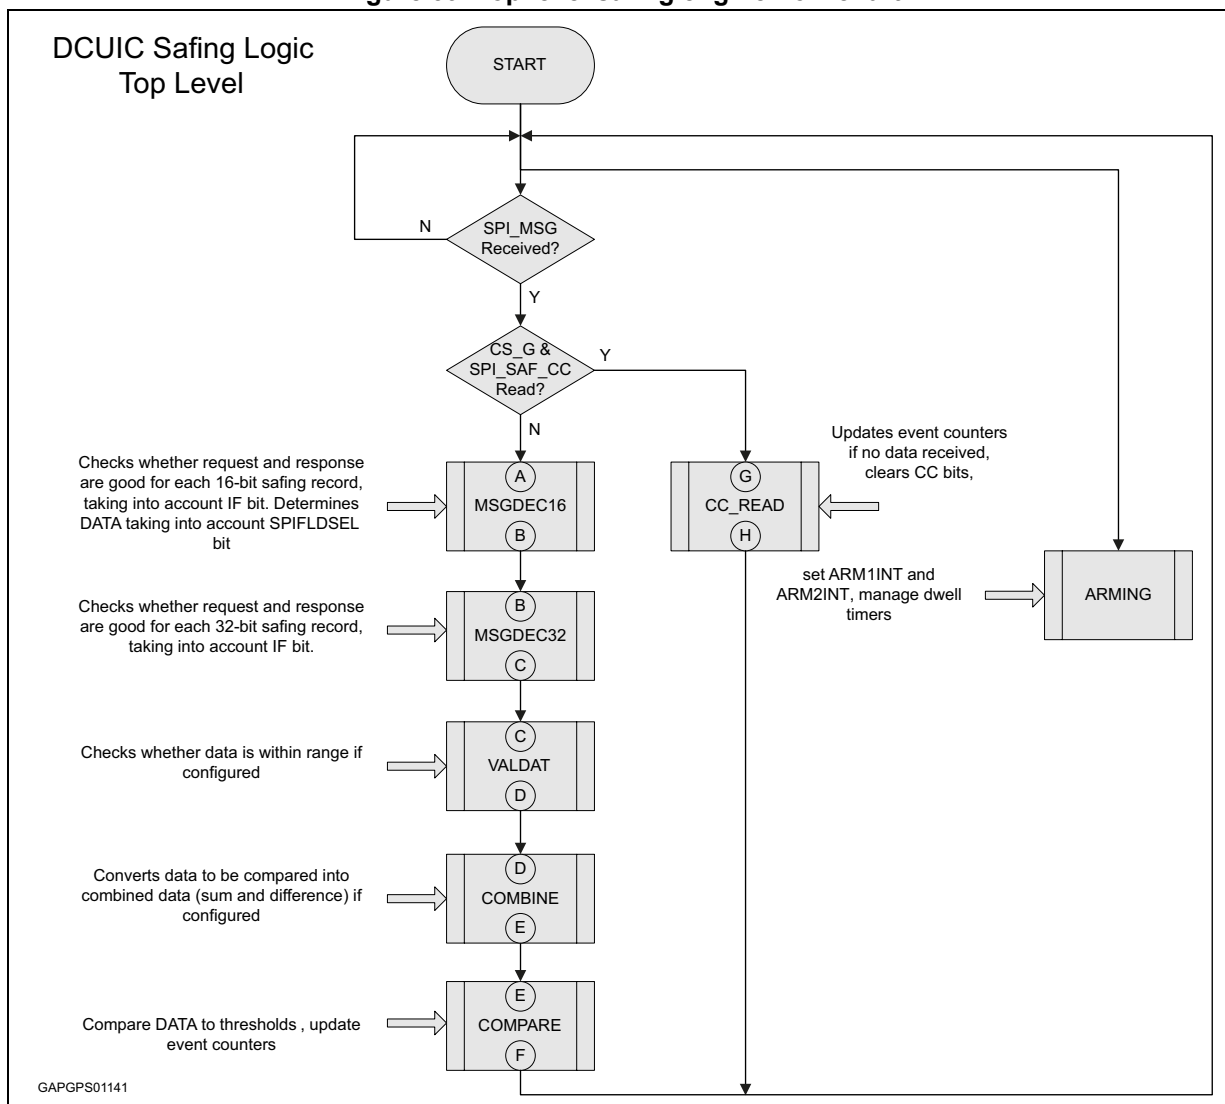 DCUIC Safing Logic
Top Level
START
N
SPI_MSG
Received?
Y
CS_G &
SPI_SAF_CC
Read?
Y
N
Checks whether request and response
are good for each 16-bit safing record,
taking into account IF bit. Determines
DATA taking into account SPIFLDSEL
bit
A
MSGDEC16
B
Updates event counters
if no data received,
clears CC bits,
G
CC_READ
H
set ARM1INT and
ARM2INT, manage dwell
timers
ARMING
Checks whether request and response
are good for each 32-bit safing record,
taking into account IF bit.
B
MSGDEC32
C
Checks whether data is within range if
configured
C
VALDAT
D
Converts data to be compared into
combined data (sum and difference) if
configured
D
COMBINE
E
Compare DATA to thresholds , update
event counters
E
COMPARE
F
GAPGPS01141